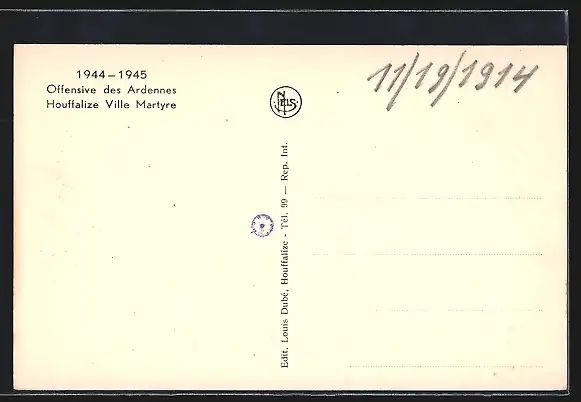 1944-1945
Offensive des Ardennes
Houffalize Ville Martyre
NELS
11/19/1914
Edit. Louis Dubé, Houffalize - Tél. 99 — Rep. Int.